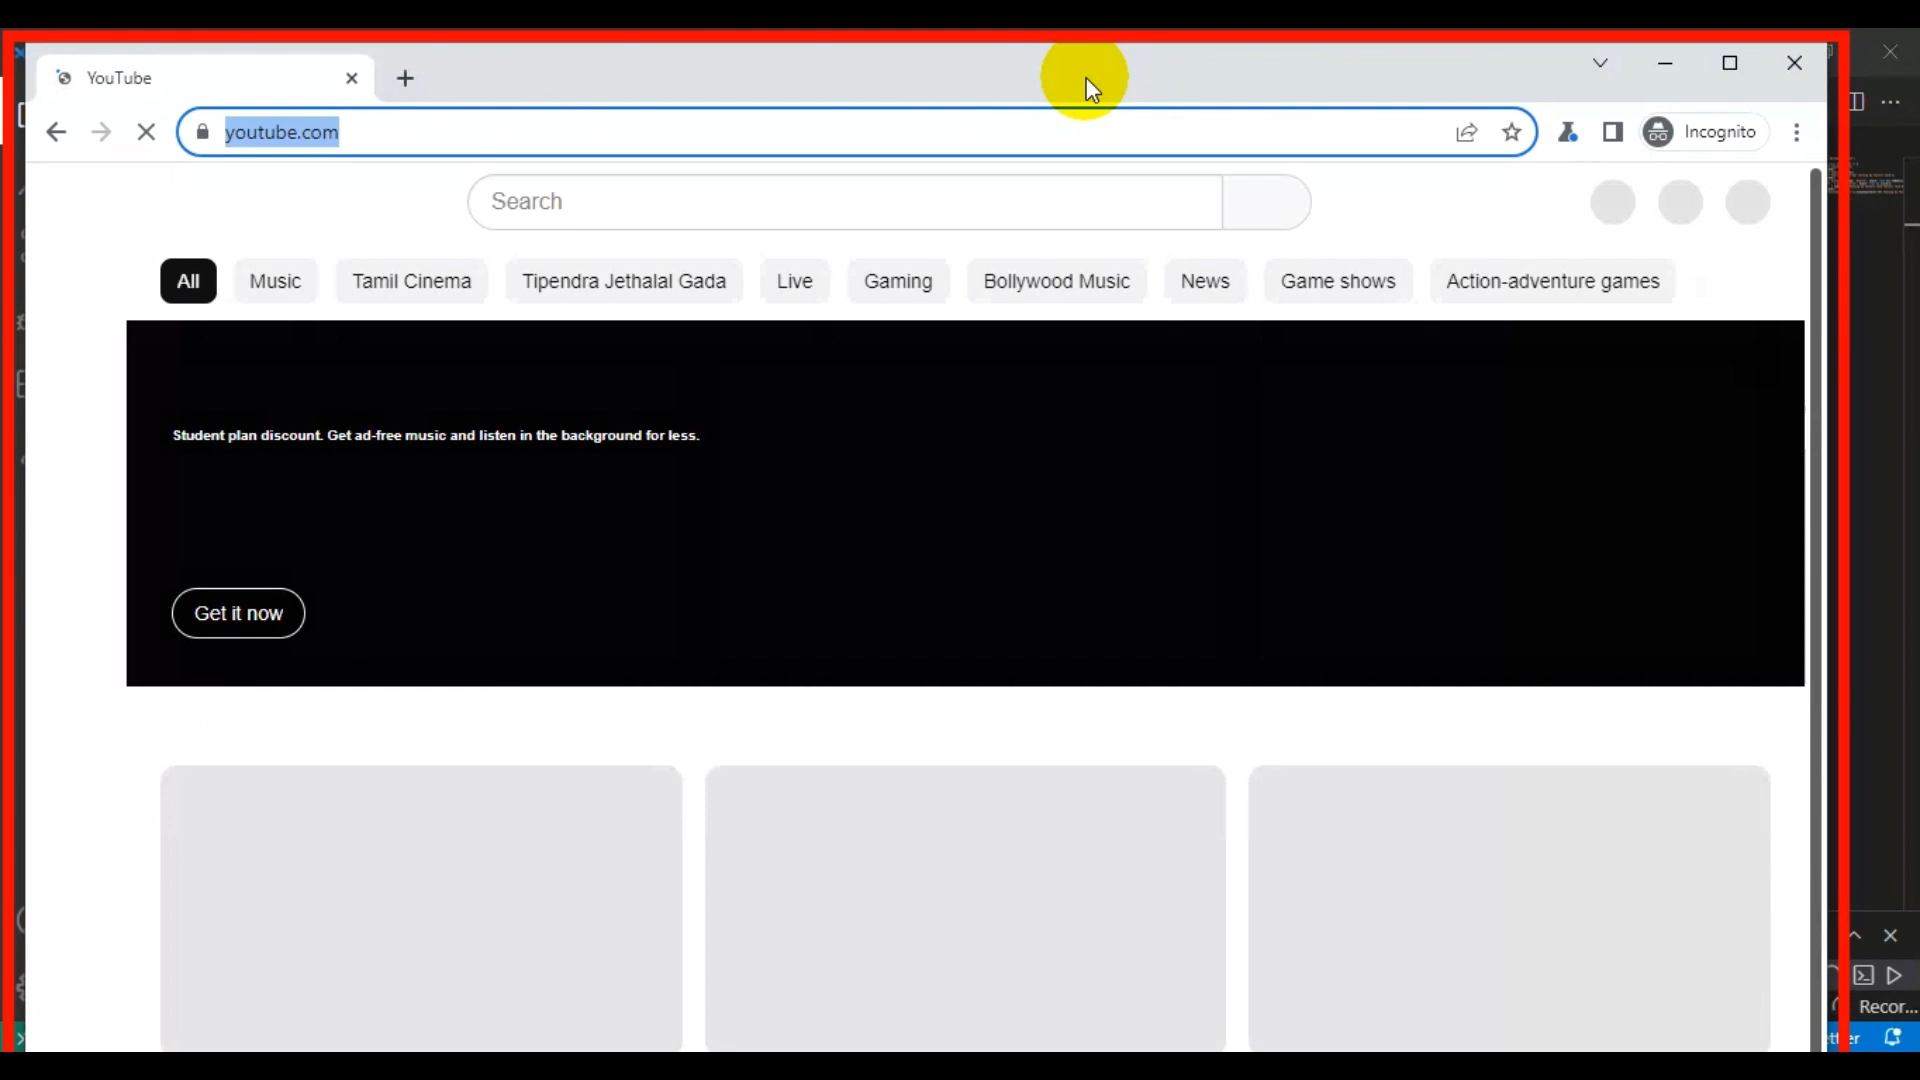 YouTube
youtube.com
Incognito
Search
All Music Tamil Cinema Tipendra Jethalal Gada Live Gaming Bollywood Music News Game shows Action-adventure games
Student plan discount. Get ad-free music and listen in the background for less.
Get it now
Recor...